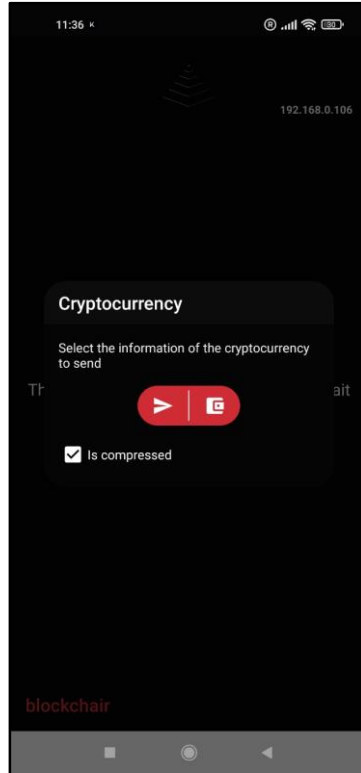 11:36
192.168.0.106
Cryptocurrency
Select the information of the cryptocurrency
to send
Is compressed
blockchair